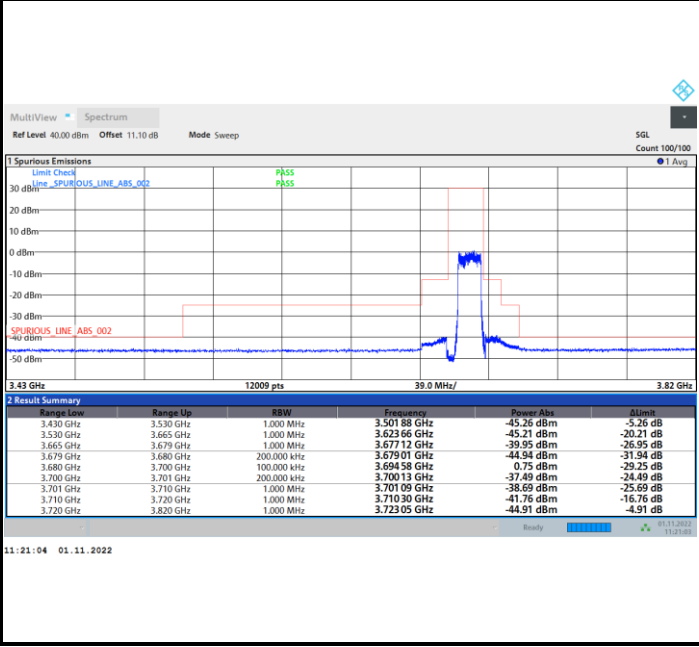 MultiView Spectrum
Ref Level 40.00 dBm Offset 11.10 dB Mode Sweep SGL
Count 100/100
1 Spurious Emissions 1 Avg
Limit Check PASS
Line _SPURIOUS_LINE_ABS_002 PASS
30 dBm
20 dBm
10 dBm
0 dBm
-10 dBm
-20 dBm
-30 dBm
SPURIOUS_LINE_ABS_002
-40 dBm
-50 dBm
3.43 GHz 12009 pts 39.0 MHz/ 3.82 GHz
2 Result Summary
Range Low Range Up RBW Frequency Power Abs ΔLimit
3.430 GHz 3.530 GHz 1.000 MHz 3.501 88 GHz -45.26 dBm -5.26 dB
3.530 GHz 3.665 GHz 1.000 MHz 3.623 66 GHz -45.21 dBm -20.21 dB
3.665 GHz 3.679 GHz 1.000 MHz 3.677 12 GHz -39.95 dBm -26.95 dB
3.679 GHz 3.680 GHz 200.000 kHz 3.679 01 GHz -44.94 dBm -31.94 dB
3.680 GHz 3.700 GHz 100.000 kHz 3.694 58 GHz 0.75 dBm -29.25 dB
3.700 GHz 3.701 GHz 200.000 kHz 3.700 13 GHz -37.49 dBm -24.49 dB
3.701 GHz 3.710 GHz 1.000 MHz 3.701 09 GHz -38.69 dBm -25.69 dB
3.710 GHz 3.720 GHz 1.000 MHz 3.710 30 GHz -41.76 dBm -16.76 dB
3.720 GHz 3.820 GHz 1.000 MHz 3.723 05 GHz -44.91 dBm -4.91 dB
Ready 01.11.2022
11:21:03
11:21:04 01.11.2022